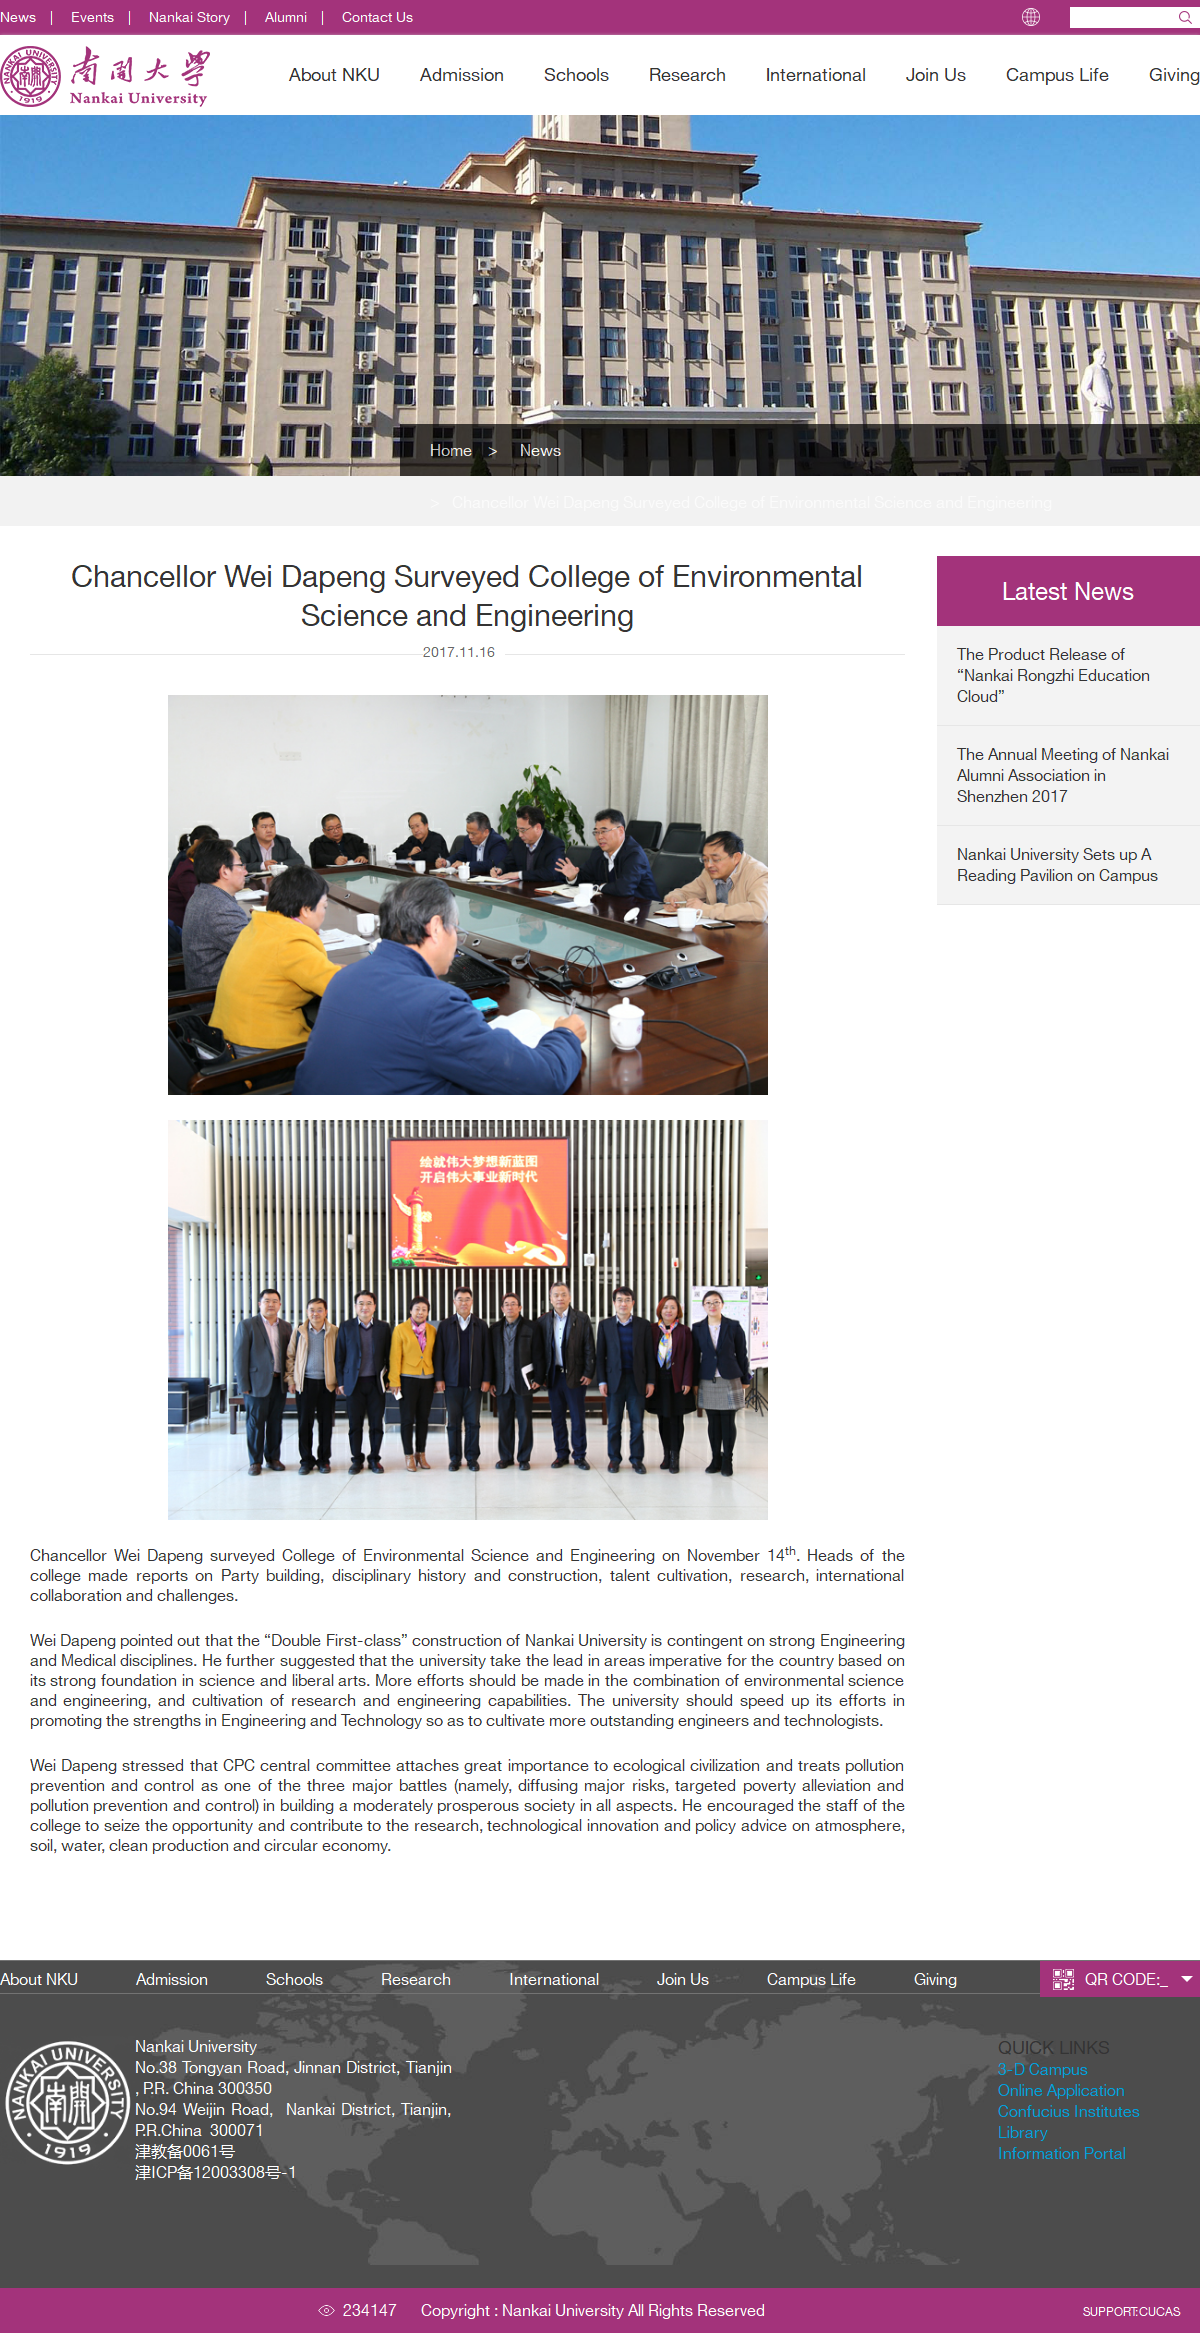 News | Events | Nankai Story | Alumni | Contact Us
NANKAI UNIVERSITY
1919
南開大學
Nankai University
About NKU Admission Schools Research International Join Us Campus Life Giving
Home > News
> Chancellor Wei Dapeng Surveyed College of Environmental Science and Engineering
Chancellor Wei Dapeng Surveyed College of Environmental
Science and Engineering
2017.11.16
Latest News
The Product Release of
“Nankai Rongzhi Education
Cloud”
The Annual Meeting of Nankai
Alumni Association in
Shenzhen 2017
Nankai University Sets up A
Reading Pavilion on Campus
绘就伟大梦想新蓝图
开启伟大事业新时代
Chancellor Wei Dapeng surveyed College of Environmental Science and Engineering on November 14th. Heads of the
college made reports on Party building, disciplinary history and construction, talent cultivation, research, international
collaboration and challenges.
Wei Dapeng pointed out that the “Double First-class” construction of Nankai University is contingent on strong Engineering
and Medical disciplines. He further suggested that the university take the lead in areas imperative for the country based on
its strong foundation in science and liberal arts. More efforts should be made in the combination of environmental science
and engineering, and cultivation of research and engineering capabilities. The university should speed up its efforts in
promoting the strengths in Engineering and Technology so as to cultivate more outstanding engineers and technologists.
Wei Dapeng stressed that CPC central committee attaches great importance to ecological civilization and treats pollution
prevention and control as one of the three major battles (namely, diffusing major risks, targeted poverty alleviation and
pollution prevention and control) in building a moderately prosperous society in all aspects. He encouraged the staff of the
college to seize the opportunity and contribute to the research, technological innovation and policy advice on atmosphere,
soil, water, clean production and circular economy.
About NKU Admission Schools Research International Join Us Campus Life Giving
QR CODE:_
NANKAI UNIVERSITY
南開
1919
Nankai University
No.38 Tongyan Road, Jinnan District, Tianjin
, P.R. China 300350
No.94 Weijin Road, Nankai District, Tianjin,
P.R.China 300071
津教备0061号
津ICP备12003308号-1
QUICK LINKS
3-D Campus
Online Application
Confucius Institutes
Library
Information Portal
234147 Copyright : Nankai University All Rights Reserved
SUPPORT:CUCAS